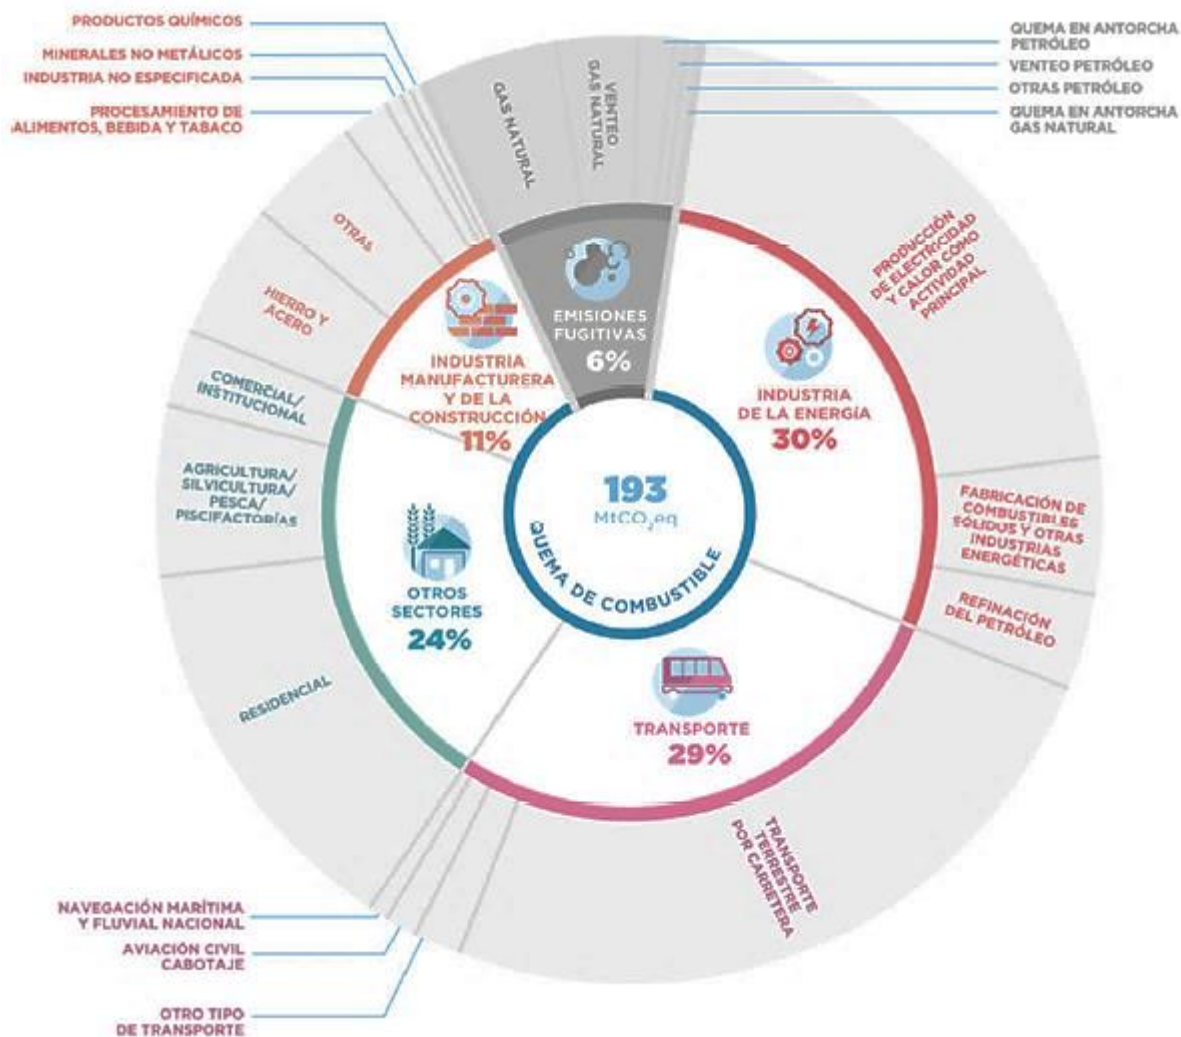 PRODUCTOS QUÍMICOS
MINERALES NO METÁLICOS
INDUSTRIA NO ESPECIFICADA
PROCESAMIENTO DE
ALIMENTOS, BEBIDA Y TABACO
QUEMA EN ANTORCHA
PETRÓLEO
VENTEO PETRÓLEO
OTRAS PETRÓLEO
QUEMA EN ANTORCHA
GAS NATURAL
GAS NATURAL
VENTEO
GAS NATURAL
OTRAS
HIERRO Y
ACERO
COMERCIAL/
INSTITUCIONAL
AGRICULTURA/
SILVICULTURA/
PESCA/
PISCIFACTORÍAS
RESIDENCIAL
PRODUCCIÓN
DE ELECTRICIDAD
Y CALOR CÓMO
ACTIVIDAD
PRINCIPAL
FABRICACIÓN DE
COMBUSTIBLES
SÓLIDOS Y OTRAS
INDUSTRIAS
ENERGÉTICAS
REFINACIÓN
DEL PETRÓLEO
TRANSPORTE
TERRESTRE
POR CARRETERA
EMISIONES
FUGITIVAS
6%
INDUSTRIA
MANUFACTURERA
Y DE LA
CONSTRUCCIÓN
11%
INDUSTRIA
DE LA ENERGÍA
30%
193
MtCO₂eq
QUEMA DE COMBUSTIBLE
OTROS
SECTORES
24%
TRANSPORTE
29%
NAVEGACIÓN MARÍTIMA
Y FLUVIAL NACIONAL
AVIACIÓN CIVIL
CABOTAJE
OTRO TIPO
DE TRANSPORTE